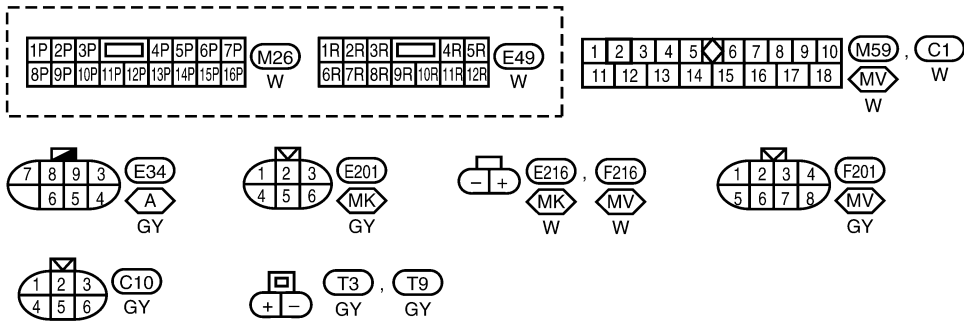 1P 2P 3P 4P 5P 6P 7P
8P 9P 10P 11P 12P 13P 14P 15P 16P
M26
W
1R 2R 3R 4R 5R
6R 7R 8R 9R 10R 11R 12R
E49
W
1 2 3 4 5 6 7 8 9 10
11 12 13 14 15 16 17 18
M59 , C1
MV W
W
7 8 9 3
6 5 4
E34
A
GY
1 2 3
4 5 6
E201
MK
GY
− +
E216 , F216
MK MV
W W
1 2 3 4
5 6 7 8
F201
MV
GY
1 2 3
4 5 6
C10
GY
+ −
T3 , T9
GY GY